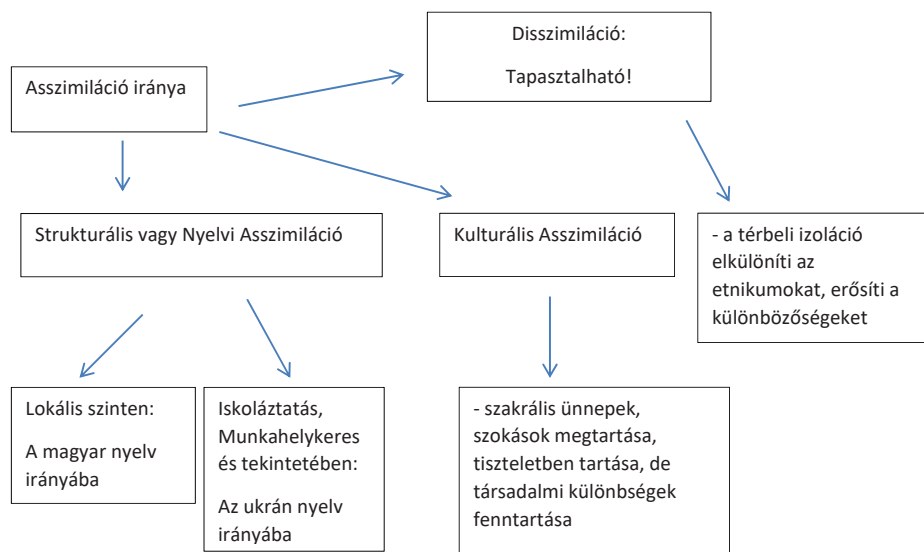 Disszimiláció:
Tapasztalható!
Asszimiláció iránya
Strukturális vagy Nyelvi Asszimiláció
Kulturális Asszimiláció
- a térbeli izoláció
elkülöníti az
etnikumokat, erősíti a
különbözőségeket
Lokális szinten:
A magyar nyelv
irányába
Iskoláztatás,
Munkahelykeres
és tekintetében:
Az ukrán nyelv
irányába
- szakrális ünnepek,
szokások megtartása,
tiszteletben tartása, de
társadalmi különbségek
fenntartása